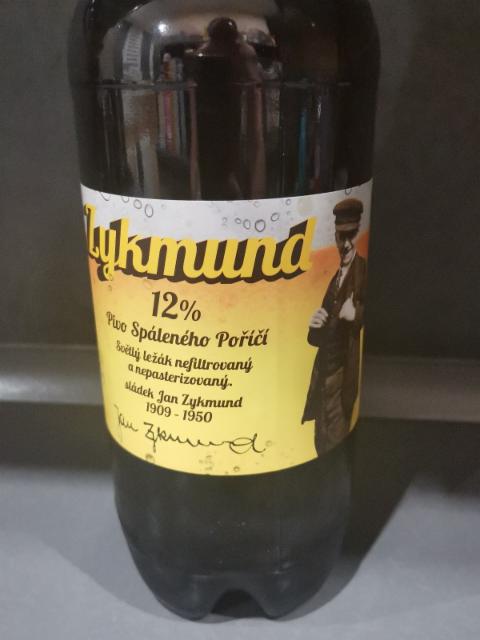 Zykmund
12%
Pivo Spáleného Poříčí
Světlý ležák nefiltrovaný
a nepasterizovaný.
sládek Jan Zykmund
1909 - 1950
Jan Zykmund